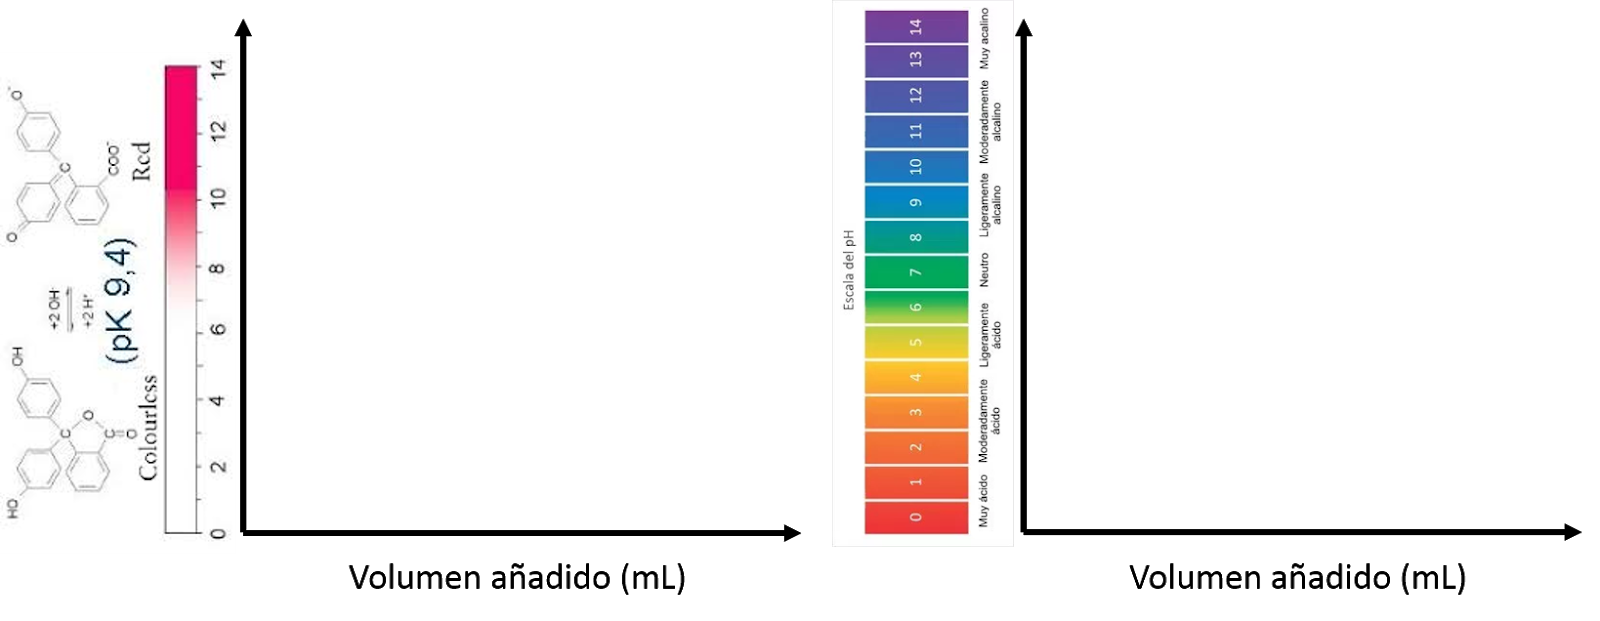 HO
OH
O
C
C
O
Colourless
+2 OH⁻
+2 H⁺
(pK 9,4)
O⁻
O
C
COO⁻
Red
14
12
10
8
6
4
2
0
Volumen añadido (mL)
Escala del pH
14
13
12
11
10
9
8
7
6
5
4
3
2
1
0
Muy acalino
Moderadamente
alcalino
Ligeramente
alcalino
Neutro
Ligeramente
ácido
Moderadamente
ácido
Muy ácido
Volumen añadido (mL)